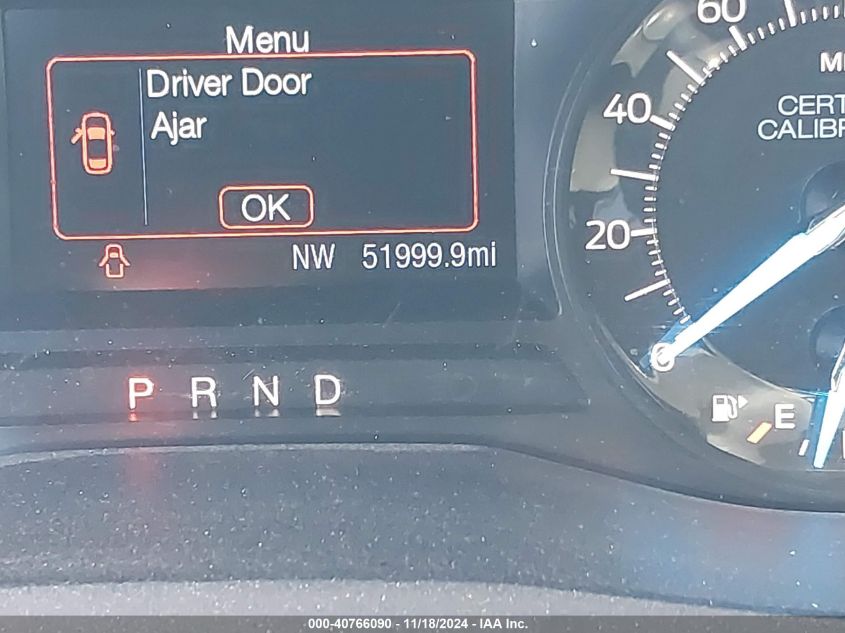 Menu
Driver Door
Ajar
OK
NW 51999.9mi
P R N D
60
40
20
0
CERT
CALIBR
E
000-40766090 - 11/18/2024 - IAA Inc.